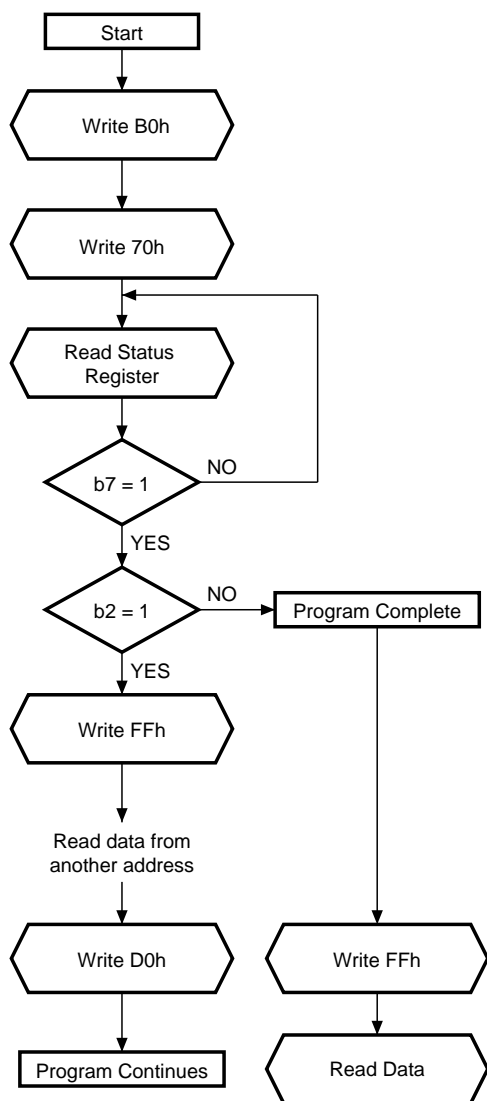 Start
Write B0h
Write 70h
Read Status
Register
NO
b7 = 1
YES
NO
b2 = 1
Program Complete
YES
Write FFh
Read data from
another address
Write D0h
Write FFh
Program Continues
Read Data